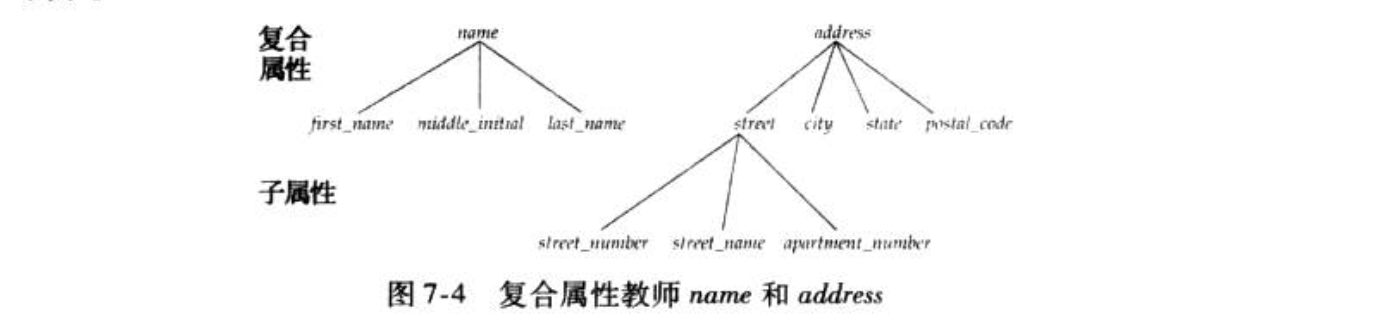 复合
属性
name address
first_name middle_initial last_name street city state postal_code
子属性
street_number street_name apartment_number
图 7-4 复合属性教师 name 和 address